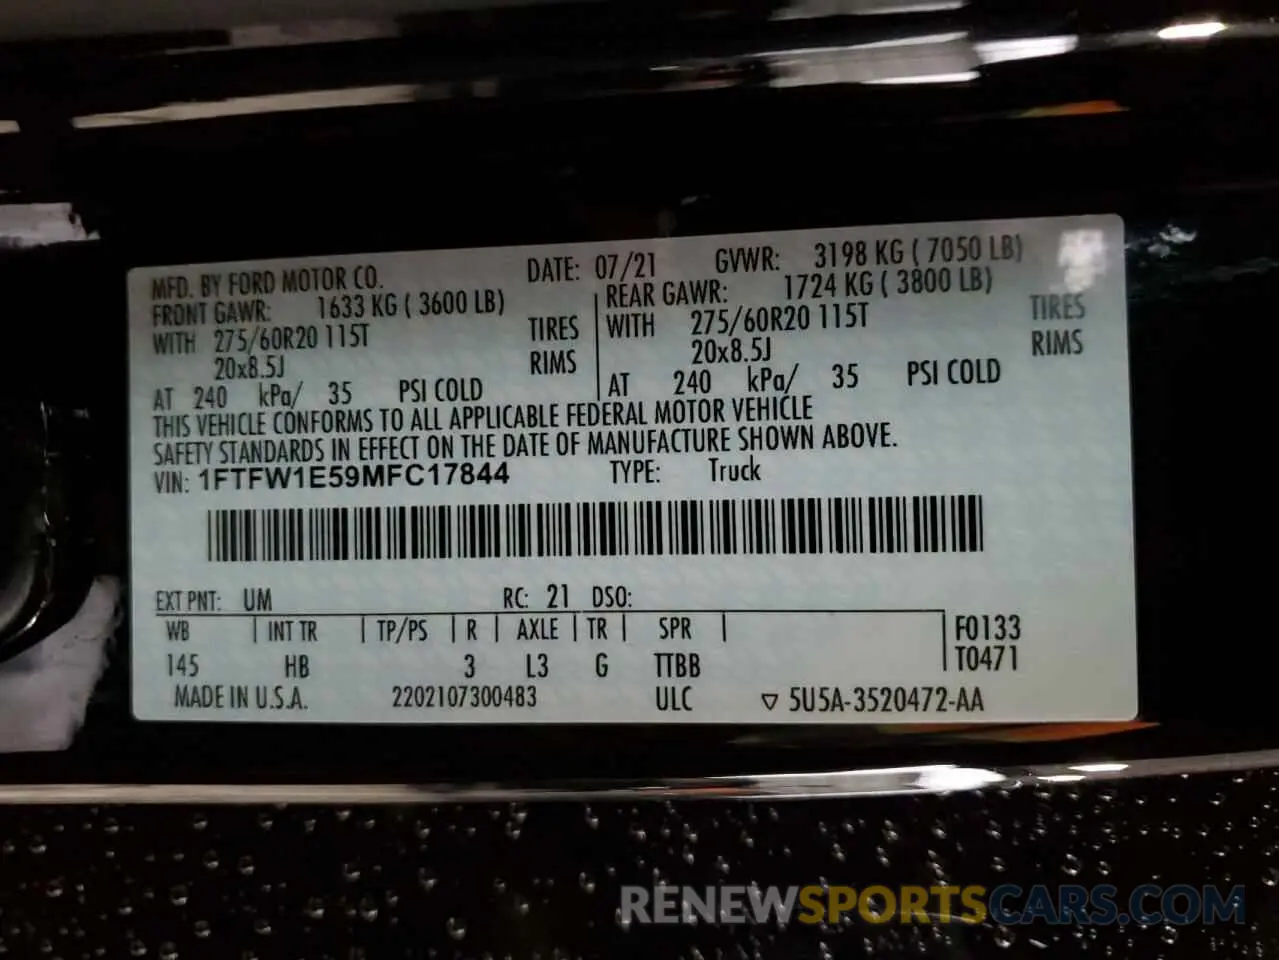 MFD. BY FORD MOTOR CO. DATE: 07/21 GVWR: 3198 KG ( 7050 LB)
FRONT GAWR: 1633 KG ( 3600 LB) REAR GAWR: 1724 KG ( 3800 LB)
WITH 275/60R20 115T TIRES WITH 275/60R20 115T TIRES
20x8.5J RIMS 20x8.5J RIMS
AT 240 kPa/ 35 PSI COLD AT 240 kPa/ 35 PSI COLD
THIS VEHICLE CONFORMS TO ALL APPLICABLE FEDERAL MOTOR VEHICLE
SAFETY STANDARDS IN EFFECT ON THE DATE OF MANUFACTURE SHOWN ABOVE.
VIN: 1FTFW1E59MFC17844 TYPE: Truck
EXT PNT: UM RC: 21 DSO:
WB INT TR TP/PS R AXLE TR SPR F0133
145 HB 3 L3 G TTBB T0471
MADE IN U.S.A. 2202107300483 ULC ▽ 5U5A-3520472-AA
RENEWSPORTSCARS.COM